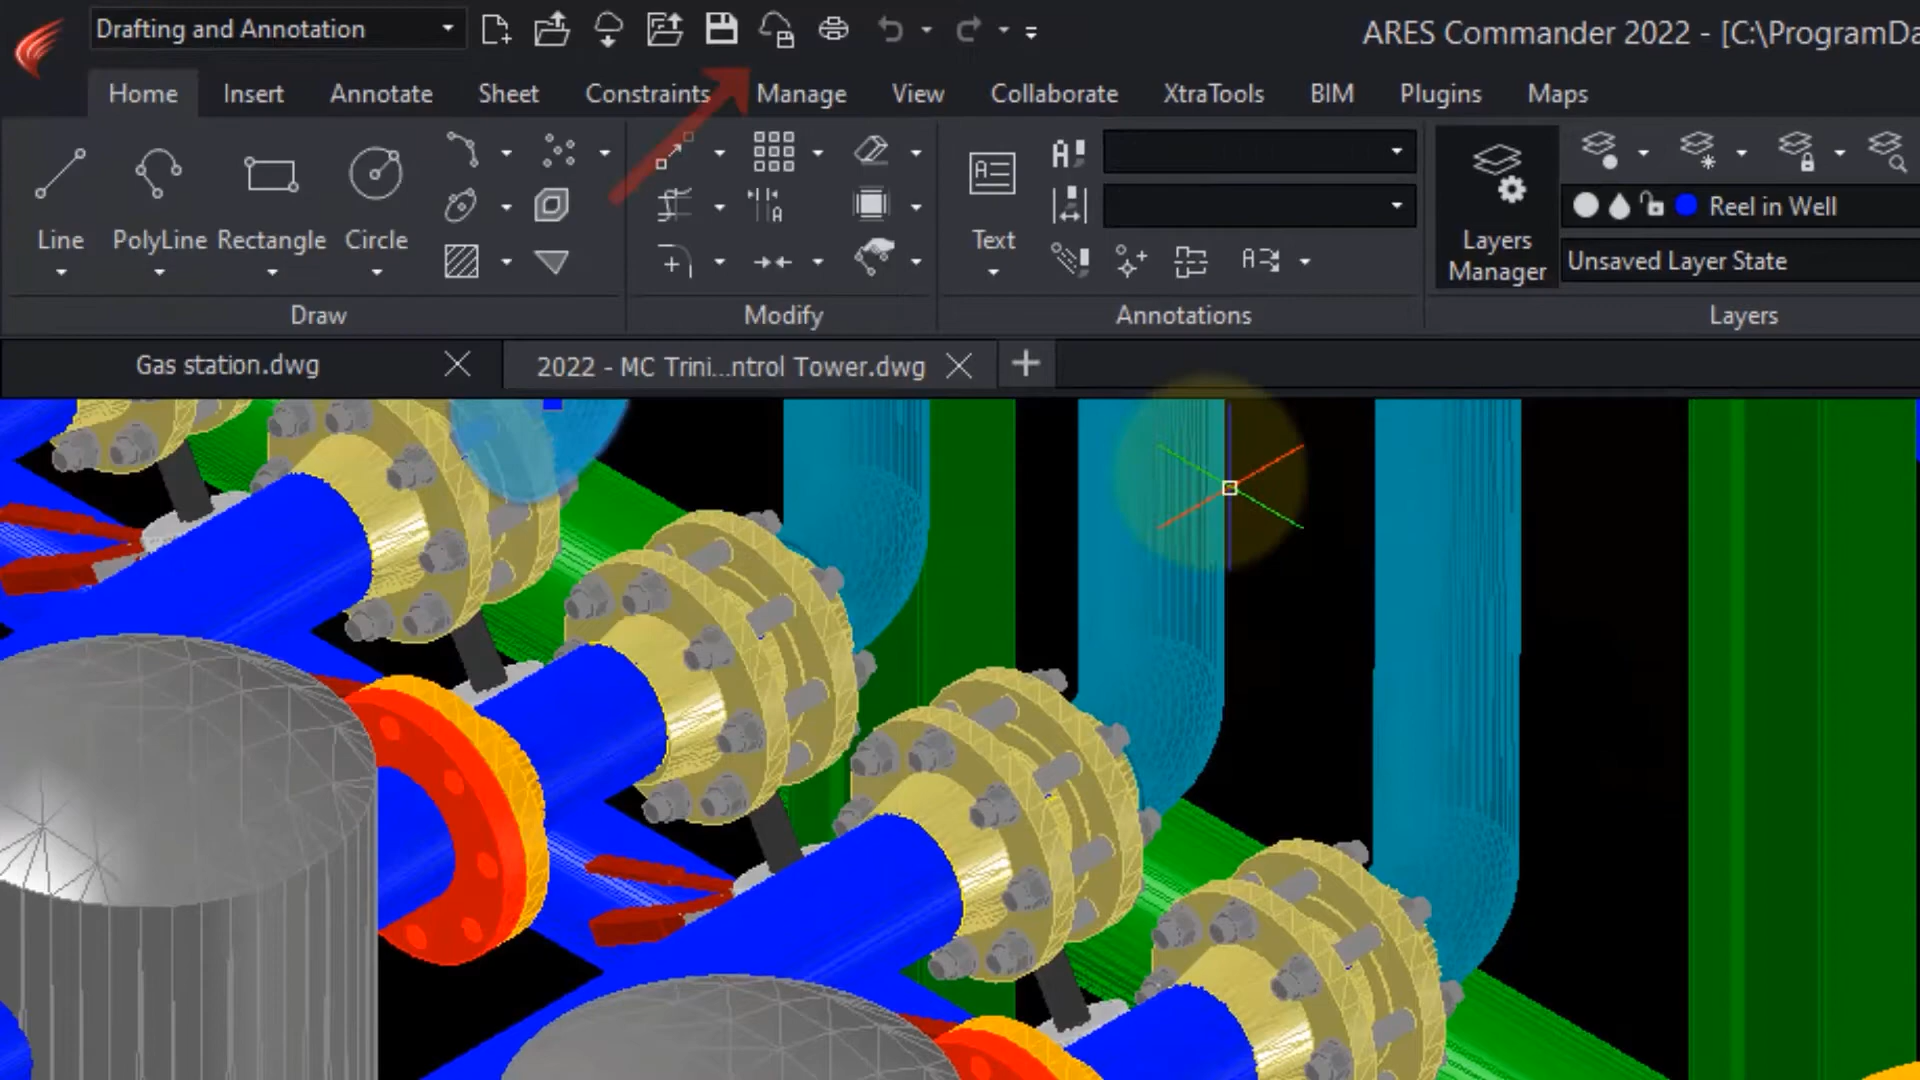 Drafting and Annotation
ARES Commander 2022 - [C:\ProgramDa
Home Insert Annotate Sheet Constraints Manage View Collaborate XtraTools BIM Plugins Maps
Line PolyLine Rectangle Circle
Text
Layers Manager
Reel in Well
Unsaved Layer State
Draw Modify Annotations Layers
Gas station.dwg 2022 - MC Trini...ntrol Tower.dwg